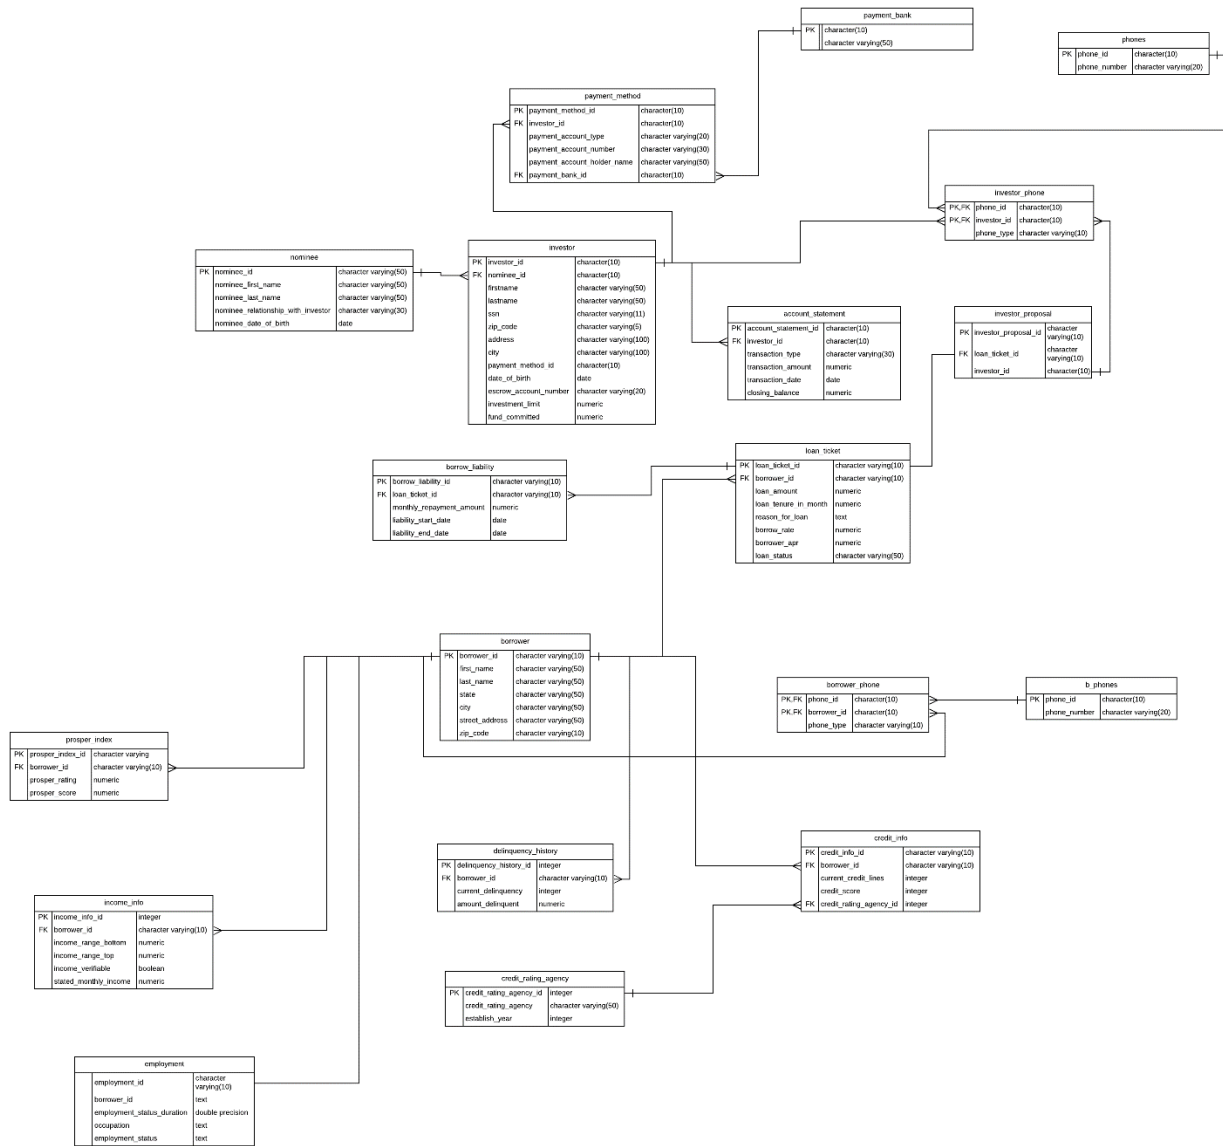 payment_bank
PK character(10)
character varying(50)
phones
PK phone_id character(10)
phone_number character varying(20)
payment_method
PK payment_method_id character(10)
FK investor_id character(10)
payment_account_type character varying(20)
payment_account_number character varying(30)
payment_account_holder_name character varying(50)
FK payment_bank_id character(10)
investor_phone
PK,FK phone_id character(10)
PK,FK investor_id character(10)
phone_type character varying(10)
nominee
PK nominee_id character varying(50)
nominee_first_name character varying(50)
nominee_last_name character varying(50)
nominee_relationship_with_investor character varying(30)
nominee_date_of_birth date
investor
PK investor_id character(10)
FK nominee_id character(10)
firstname character varying(50)
lastname character varying(50)
ssn character varying(11)
zip_code character varying(5)
address character varying(100)
city character varying(100)
payment_method_id character(10)
date_of_birth date
escrow_account_number character varying(20)
investment_limit numeric
fund_committed numeric
account_statement
PK account_statement_id character(10)
FK investor_id character(10)
transaction_type character varying(30)
transaction_amount numeric
transaction_date date
closing_balance numeric
investor_proposal
PK investor_proposal_id character
varying(10)
FK loan_ticket_id character
varying(10)
investor_id character(10)
loan_ticket
PK loan_ticket_id character varying(10)
FK borrower_id character varying(10)
loan_amount numeric
loan_tenure_in_month numeric
reason_for_loan text
borrow_rate numeric
borrower_apr numeric
loan_status character varying(50)
borrow_liability
PK borrow_liability_id character varying(10)
FK loan_ticket_id character varying(10)
monthly_repayment_amount numeric
liability_start_date date
liability_end_date date
borrower
PK borrower_id character varying(10)
first_name character varying(50)
last_name character varying(50)
state character varying(50)
city character varying(50)
street_address character varying(50)
zip_code character varying(10)
borrower_phone
PK,FK phone_id character(10)
PK,FK borrower_id character(10)
phone_type character varying(10)
b_phones
PK phone_id character(10)
phone_number character varying(20)
prosper_index
PK prosper_index_id character varying
FK borrower_id character varying(10)
prosper_rating numeric
prosper_score numeric
delinquency_history
PK delinquency_history_id integer
FK borrower_id character varying(10)
current_delinquency integer
amount_delinquent numeric
credit_info
PK credit_info_id character varying(10)
FK borrower_id character varying(10)
current_credit_lines integer
credit_score integer
FK credit_rating_agency_id integer
income_info
PK income_info_id integer
FK borrower_id character varying(10)
income_range_bottom numeric
income_range_top numeric
income_verifiable boolean
stated_monthly_income numeric
credit_rating_agency
PK credit_rating_agency_id integer
credit_rating_agency character varying(50)
establish_year integer
employment
employment_id character
varying(10)
borrower_id text
employment_status_duration double precision
occupation text
employment_status text